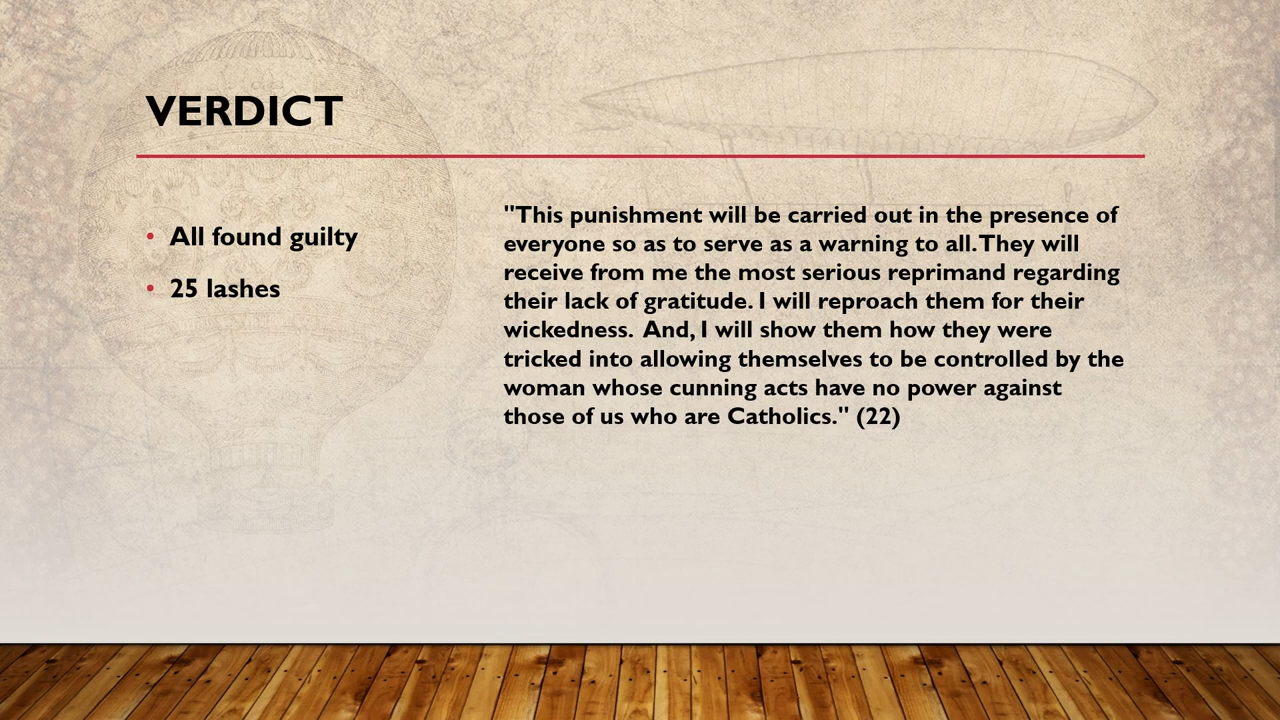 VERDICT
• All found guilty
• 25 lashes
"This punishment will be carried out in the presence of
everyone so as to serve as a warning to all. They will
receive from me the most serious reprimand regarding
their lack of gratitude. I will reproach them for their
wickedness.  And, I will show them how they were
tricked into allowing themselves to be controlled by the
woman whose cunning acts have no power against
those of us who are Catholics." (22)